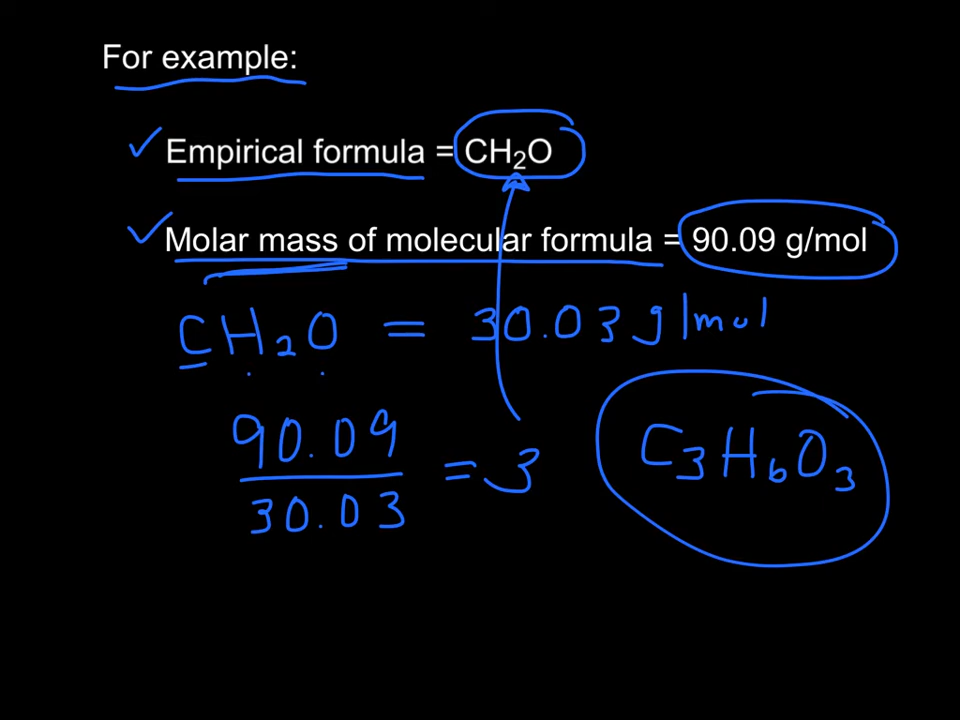 For example:
Empirical formula = CH₂O
Molar mass of molecular formula = 90.09 g/mol
CH₂O = 30.03 g/mol
90.09
30.03
= 3
C₃H₆O₃